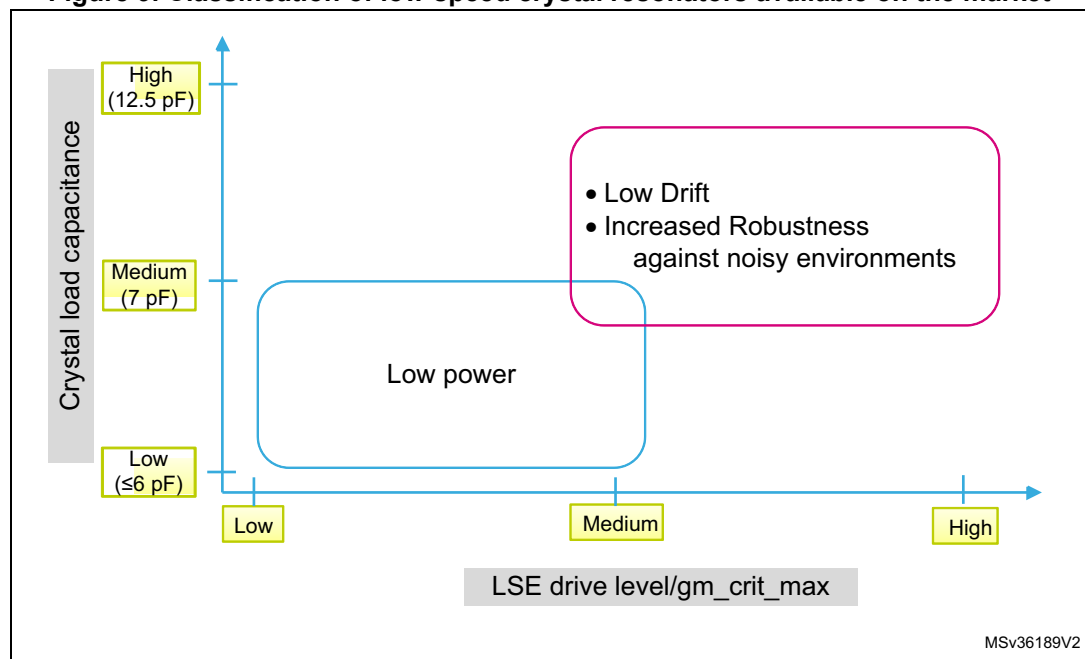 High
(12.5 pF)
Crystal load capacitance
• Low Drift
• Increased Robustness
against noisy environments
Medium
(7 pF)
Low power
Low
(≤6 pF)
Low
Medium
High
LSE drive level/gm_crit_max
MSv36189V2